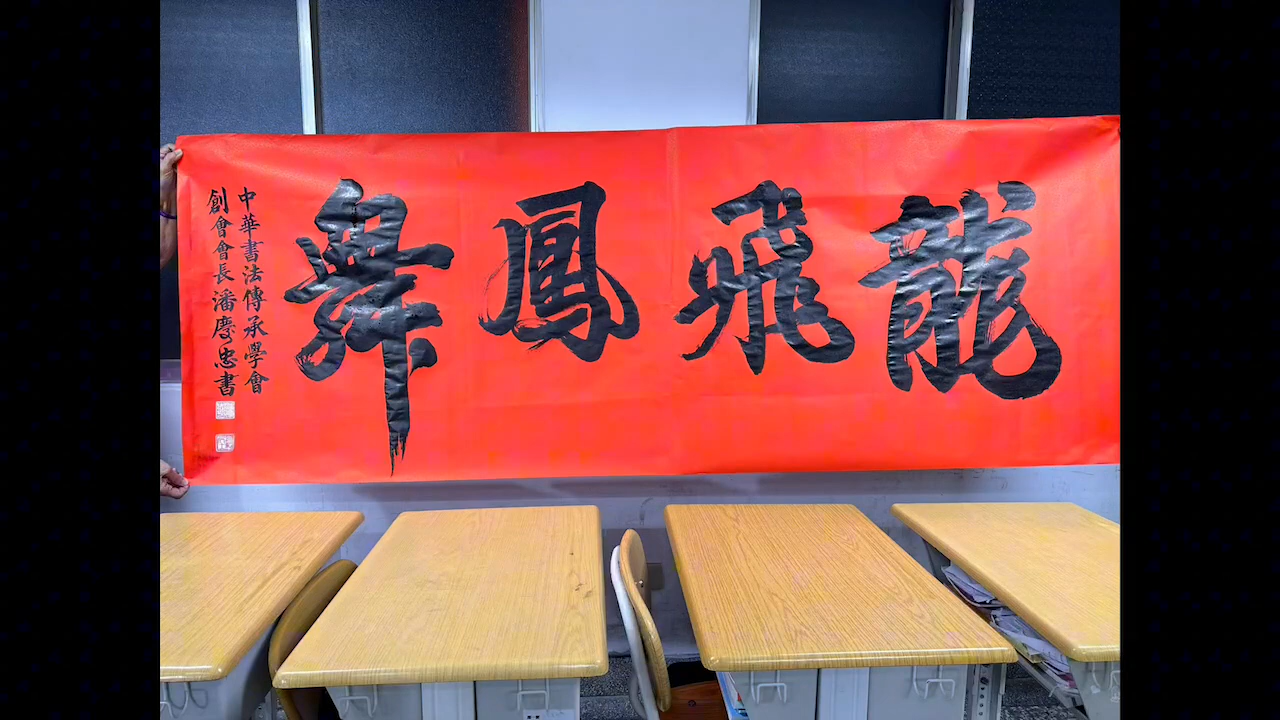 龍飛鳳舞
中華書法傳承學會
創會會長潘慶忠書